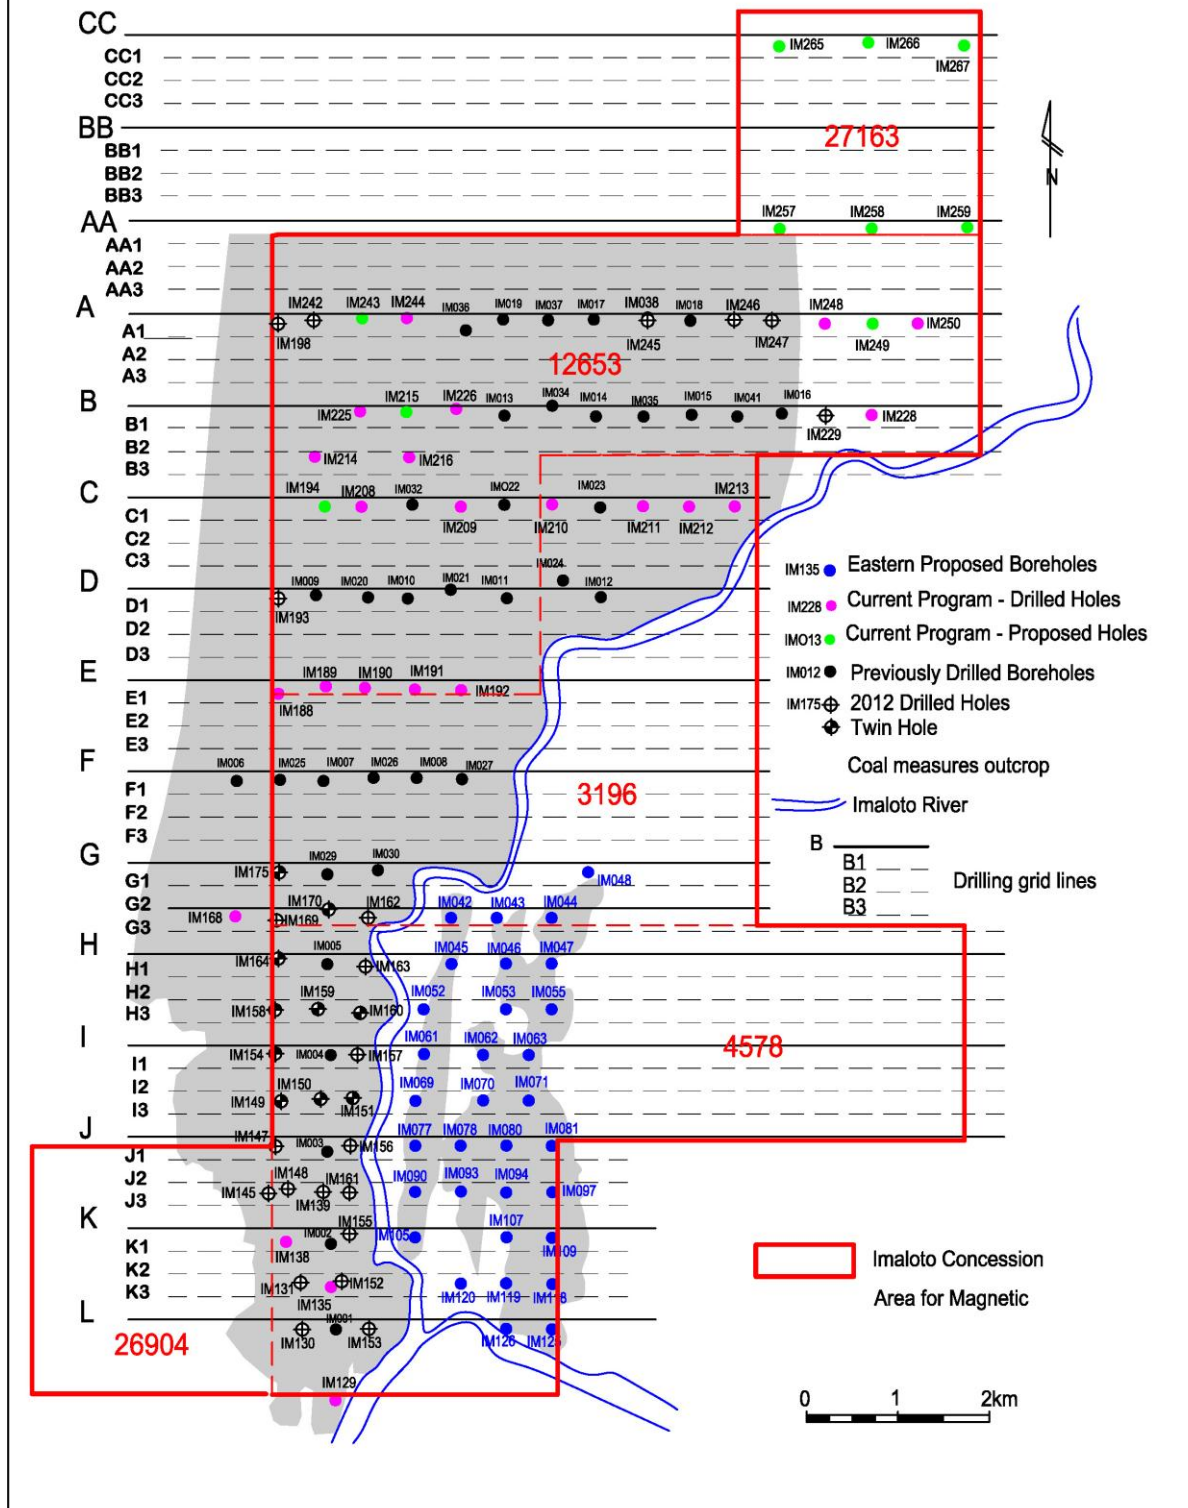 CC
IM265
IM266
CC1
IM267
CC2
CC3
BB
27163
BB1
BB2
N
BB3
IM257
IM258
IM259
AA
AA1
AA2
AA3
IM242
IM243
IM244
IM036
IM019
IM037
IM017
IM038
IM018
IM246
IM248
A
A1
IM198
IM245
IM247
IM249
IM250
A2
12653
A3
B
IM225
IM215
IM226
IM013
IM034
IM014
IM035
IM015
IM041
IM016
IM228
B1
IM229
B2
B3
IM214
IM216
C
IM194
IM208
IM032
IMO22
IM023
IM213
C1
IM209
IM210
IM211
IM212
C2
C3
IM024
D
IM009
IM020
IM010
IM021
IM011
IM012
D1
IM193
D2
D3
IM135 Eastern Proposed Boreholes
IM228 Current Program - Drilled Holes
IMO13 Current Program - Proposed Holes
IM012 Previously Drilled Boreholes
IM175 2012 Drilled Holes
Twin Hole
Coal measures outcrop
Imaloto River
E
IM189
IM190
IM191
IM192
E1
IM188
E2
E3
F
IM006
IM025
IM007
IM026
IM008
IM027
F1
3196
F2
F3
B
B1
B2
B3
Drilling grid lines
G
IM175
IM029
IM030
G1
IM048
G2
IM168
IM170
IM169
IM162
IM042
IM043
IM044
G3
H
IM164
IM005
IM163
IM045
IM046
IM047
H1
H2
IM159
IM052
IM053
IM055
H3
IM158
IM160
I
IM061
IM062
IM063
4578
IM154
IM004
IM157
I1
I2
IM150
IM069
IM070
IM071
I3
IM149
IM151
J
IM147
IM003
IM156
IM077
IM078
IM080
IM081
J1
J2
IM148
IM161
IM090
IM093
IM094
IM097
J3
IM145
IM139
K
IM155
IM107
IM002
IM105
K1
IM138
IM109
K2
K3
IM131
IM152
IM135
IM120
IM119
IM118
L
IM001
IM130
IM153
IM126
26904
IM129
Imaloto Concession
Area for Magnetic
0 1 2km